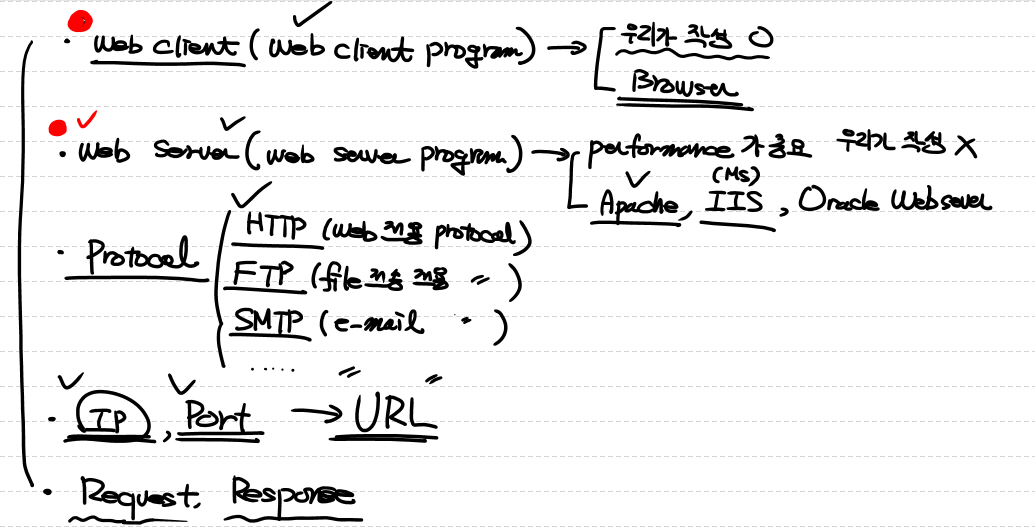 · Web client (Web client program) → 우리가 작성 O
Browser
· Web Server (web server program) → performance 가 중요 우리가 작성 X
Apache, IIS (MS), Oracle Webserver
· Protocal
HTTP (web 전용 protocal)
FTP (file 전송 전용 〃)
SMTP (e-mail 〃)
.....
· IP, Port → URL
· Request, Response